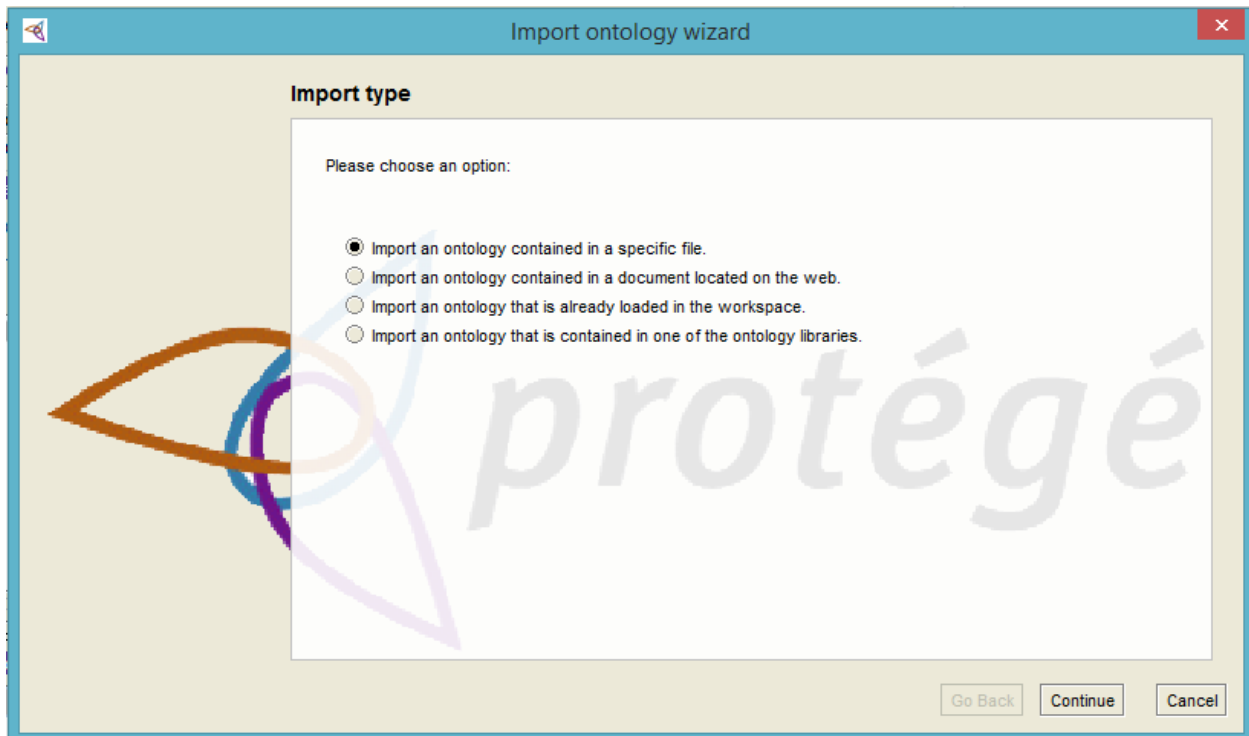 Import ontology wizard
Import type
Please choose an option:
Import an ontology contained in a specific file.
Import an ontology contained in a document located on the web.
Import an ontology that is already loaded in the workspace.
Import an ontology that is contained in one of the ontology libraries.
protégé
Go Back Continue Cancel